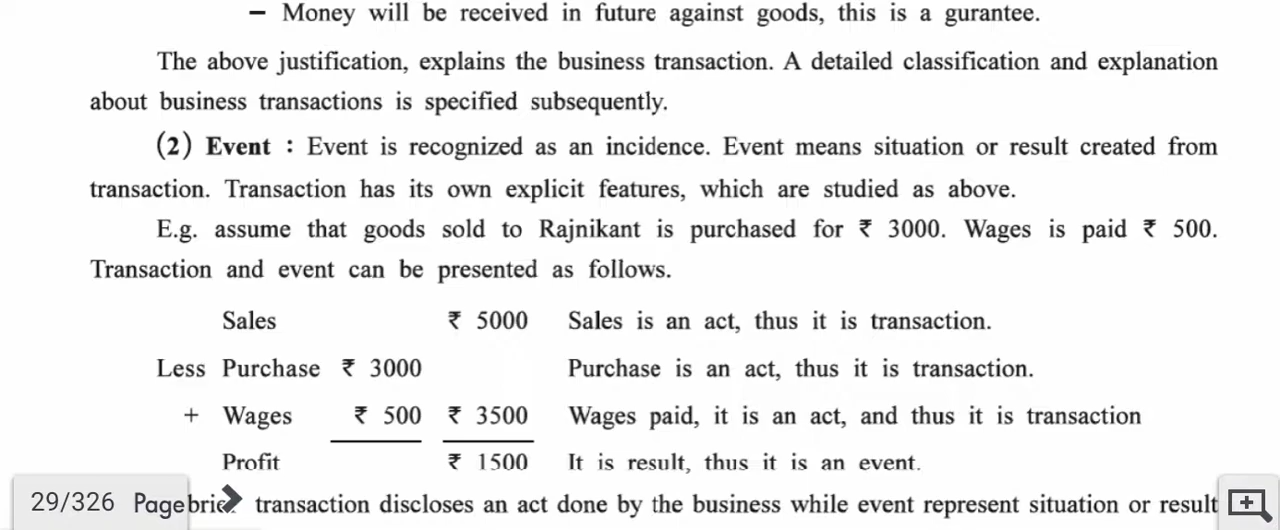 – Money will be received in future against goods, this is a gurantee.
The above justification, explains the business transaction. A detailed classification and explanation
about business transactions is specified subsequently.
(2) Event : Event is recognized as an incidence. Event means situation or result created from
transaction. Transaction has its own explicit features, which are studied as above.
E.g. assume that goods sold to Rajnikant is purchased for ₹ 3000. Wages is paid ₹ 500.
Transaction and event can be presented as follows.
Sales ₹ 5000 Sales is an act, thus it is transaction.
Less Purchase ₹ 3000 Purchase is an act, thus it is transaction.
+ Wages ₹ 500 ₹ 3500 Wages paid, it is an act, and thus it is transaction
Profit ₹ 1500 It is result, thus it is an event.
29/326 Page transaction discloses an act done by the business while event represent situation or result